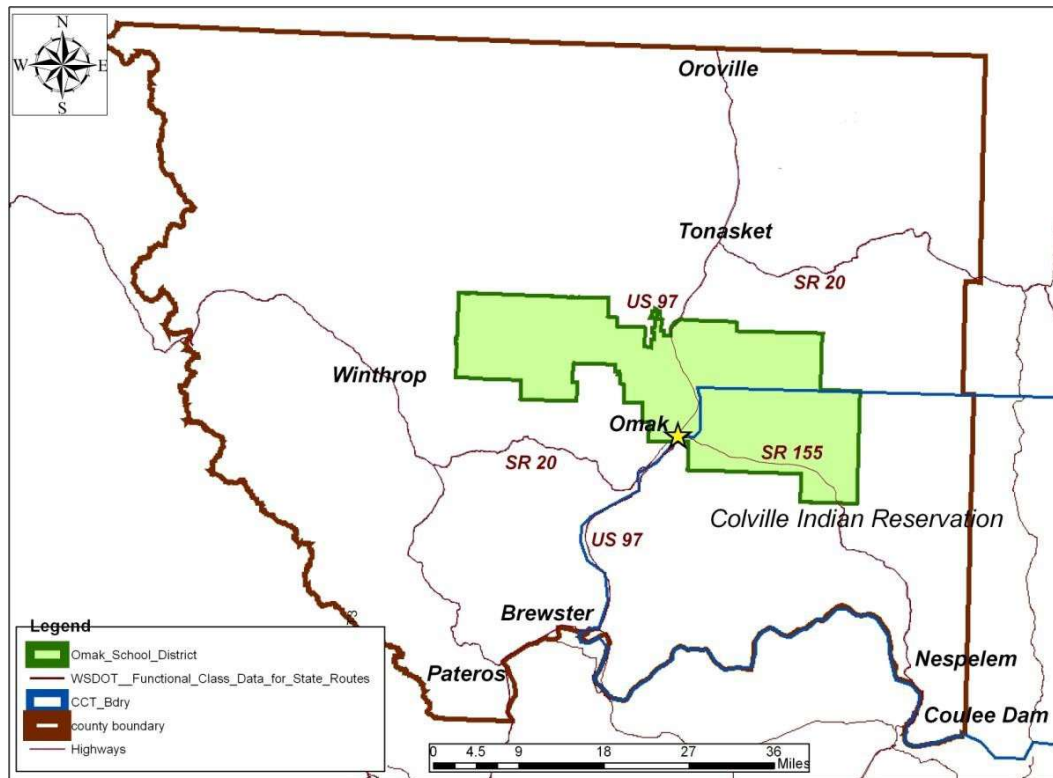 N
W E
S
Oroville
Tonasket
SR 20
US 97
Winthrop
Omak
SR 20
SR 155
Colville Indian Reservation
US 97
Brewster
Pateros
Nespelem
Coulee Dam
Legend
Omak_School_District
WSDOT__Functional_Class_Data_for_State_Routes
CCT_Bdry
county boundary
Highways
0 4.5 9 18 27 36
Miles